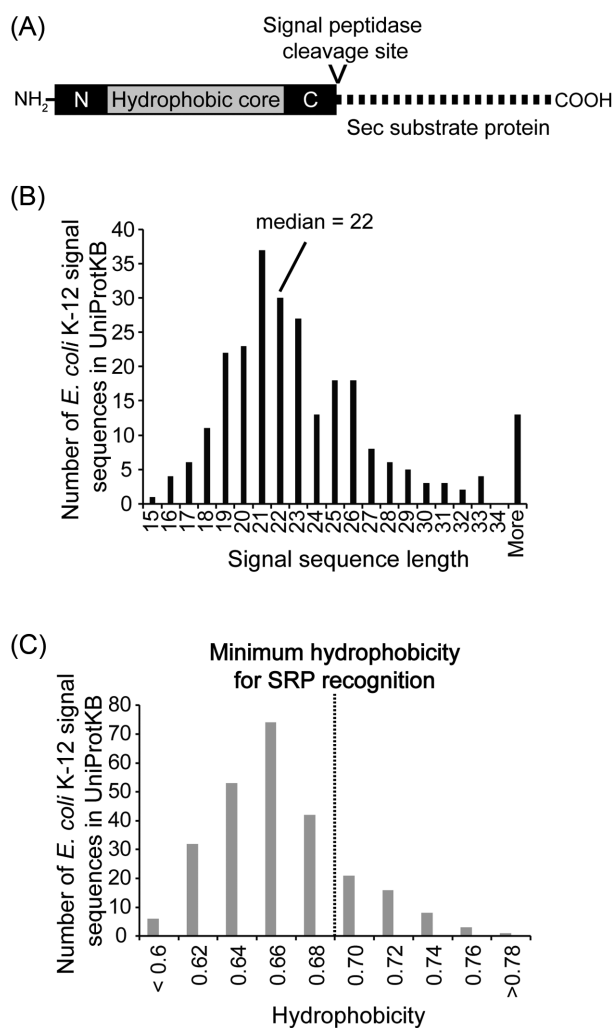 (A)
Signal peptidase
cleavage site
NH2
N
Hydrophobic core
C
COOH
Sec substrate protein
(B)
Number of E. coli K-12 signal
sequences in UniProtKB
40
35
30
25
20
15
10
5
0
median = 22
15
16
17
18
19
20
21
22
23
24
25
26
27
28
29
30
31
32
33
34
More
Signal sequence length
(C)
Minimum hydrophobicity
for SRP recognition
Number of E. coli K-12 signal
sequences in UniProtKB
80
70
60
50
40
30
20
10
0
< 0.6
0.62
0.64
0.66
0.68
0.70
0.72
0.74
0.76
>0.78
Hydrophobicity